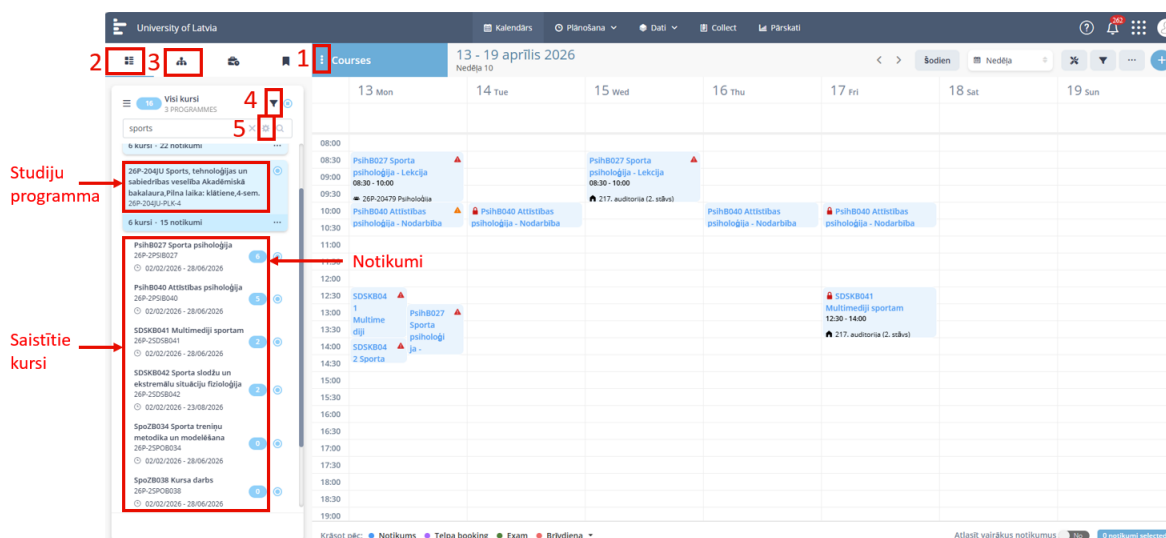 University of Latvia
Kalendārs
Plānošana
Dati
Collect
Pārskati
262
2
3
1
Courses
13 - 19 aprīlis 2026
Nedēļa 10
Šodien
Nedēļa
16
Visi kursi
3 PROGRAMMES
4
sports
5
13 Mon
14 Tue
15 Wed
16 Thu
17 Fri
18 Sat
19 Sun
6 kursi - 22 notikumi
Studiju
programma
26P-204JU Sports, tehnoloģijas un
sabiedrības veselība Akadēmiskā
bakalaura,Pilna laika: klātiene,4-sem.
26P-204JU-PLK-4
6 kursi - 15 notikumi
PsihB027 Sporta psiholoģija
26P-2PSIB027
6
02/02/2026 - 28/06/2026
Notikumi
PsihB040 Attīstības psiholoģija
26P-2PSIB040
5
02/02/2026 - 28/06/2026
Saistītie
kursi
SDSKB041 Multimediji sportam
26P-2SDSB041
2
02/02/2026 - 28/06/2026
SDSKB042 Sporta slodžu un
ekstremālu situāciju fizioloģija
26P-2SDSB042
2
02/02/2026 - 23/08/2026
SpoZB034 Sporta treniņu
metodika un modelēšana
26P-2SPOB034
0
02/02/2026 - 28/06/2026
SpoZB038 Kursa darbs
26P-2SPOB038
0
02/02/2026 - 28/06/2026
08:00
08:30
09:00
09:30
10:00
10:30
11:00
11:30
12:00
12:30
13:00
13:30
14:00
14:30
15:00
15:30
16:00
16:30
17:00
17:30
18:00
18:30
19:00
PsihB027 Sporta
psiholoģija - Lekcija
08:30 - 10:00
26P-20479 Psiholoģija
PsihB040 Attīstības
psiholoģija - Nodarbība
SDSKB04
1
Multime
diji
PsihB027
Sporta
psiholoģi
ja -
SDSKB04
2 Sporta
PsihB040 Attīstības
psiholoģija - Nodarbība
PsihB027 Sporta
psiholoģija - Lekcija
08:30 - 10:00
217. auditorija (2. stāvs)
PsihB040 Attīstības
psiholoģija - Nodarbība
PsihB040 Attīstības
psiholoģija - Nodarbība
SDSKB041
Multimediji sportam
12:30 - 14:00
217. auditorija (2. stāvs)
Krāsot pēc: Notikums Telpa booking Exam Brīvdiena
Atlasīt vairākus notikumus No 0 notikumi selected